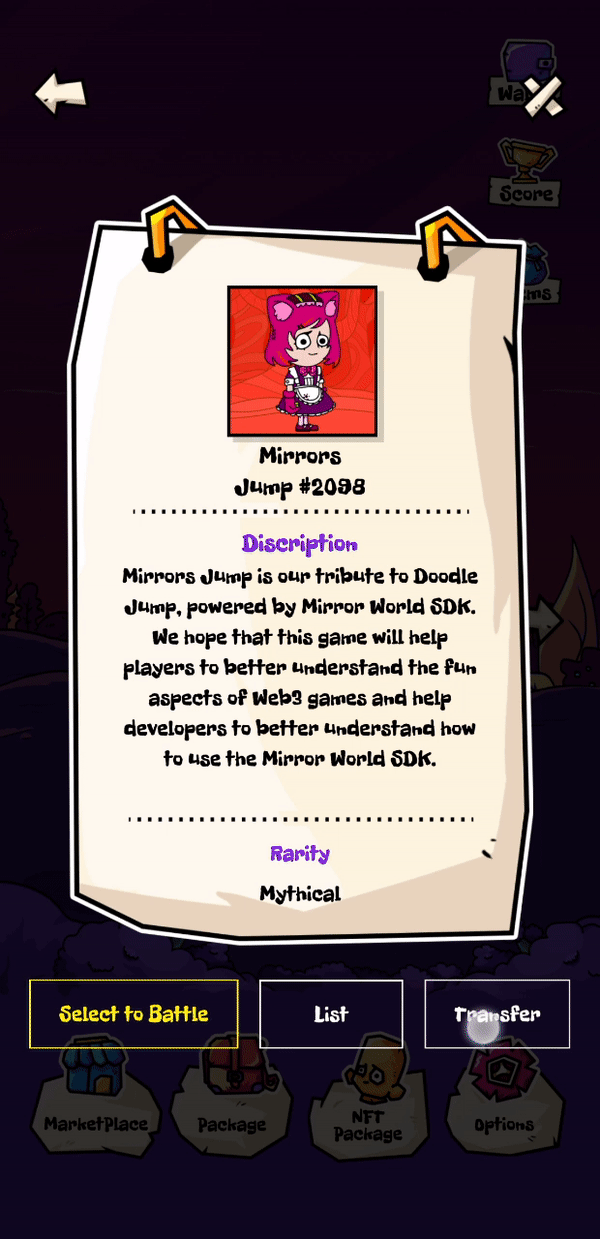 Score
Mirrors
Jump #2098
Discription
Mirrors Jump is our tribute to Doodle
Jump, powered by Mirror World SDK.
We hope that this game will help
players to better understand the fun
aspects of Web3 games and help
developers to better understand how
to use the Mirror World SDK.
Rarity
Mythical
Select to Battle
List
Transfer
MarketPlace
Package
NFT
Package
Options